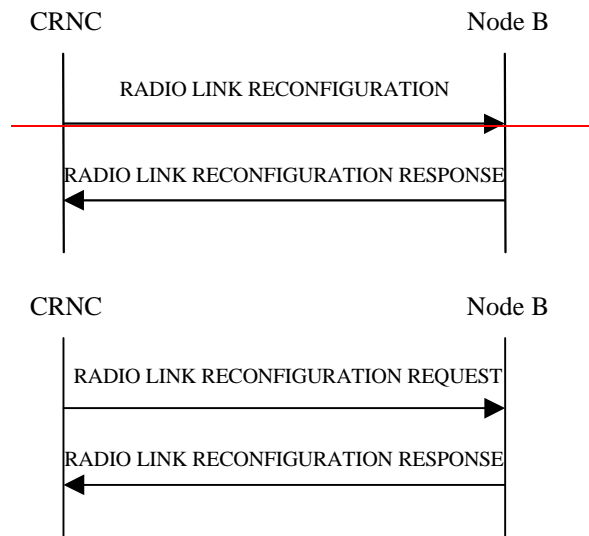 CRNC Node B
RADIO LINK RECONFIGURATION
RADIO LINK RECONFIGURATION RESPONSE
CRNC Node B
RADIO LINK RECONFIGURATION REQUEST
RADIO LINK RECONFIGURATION RESPONSE